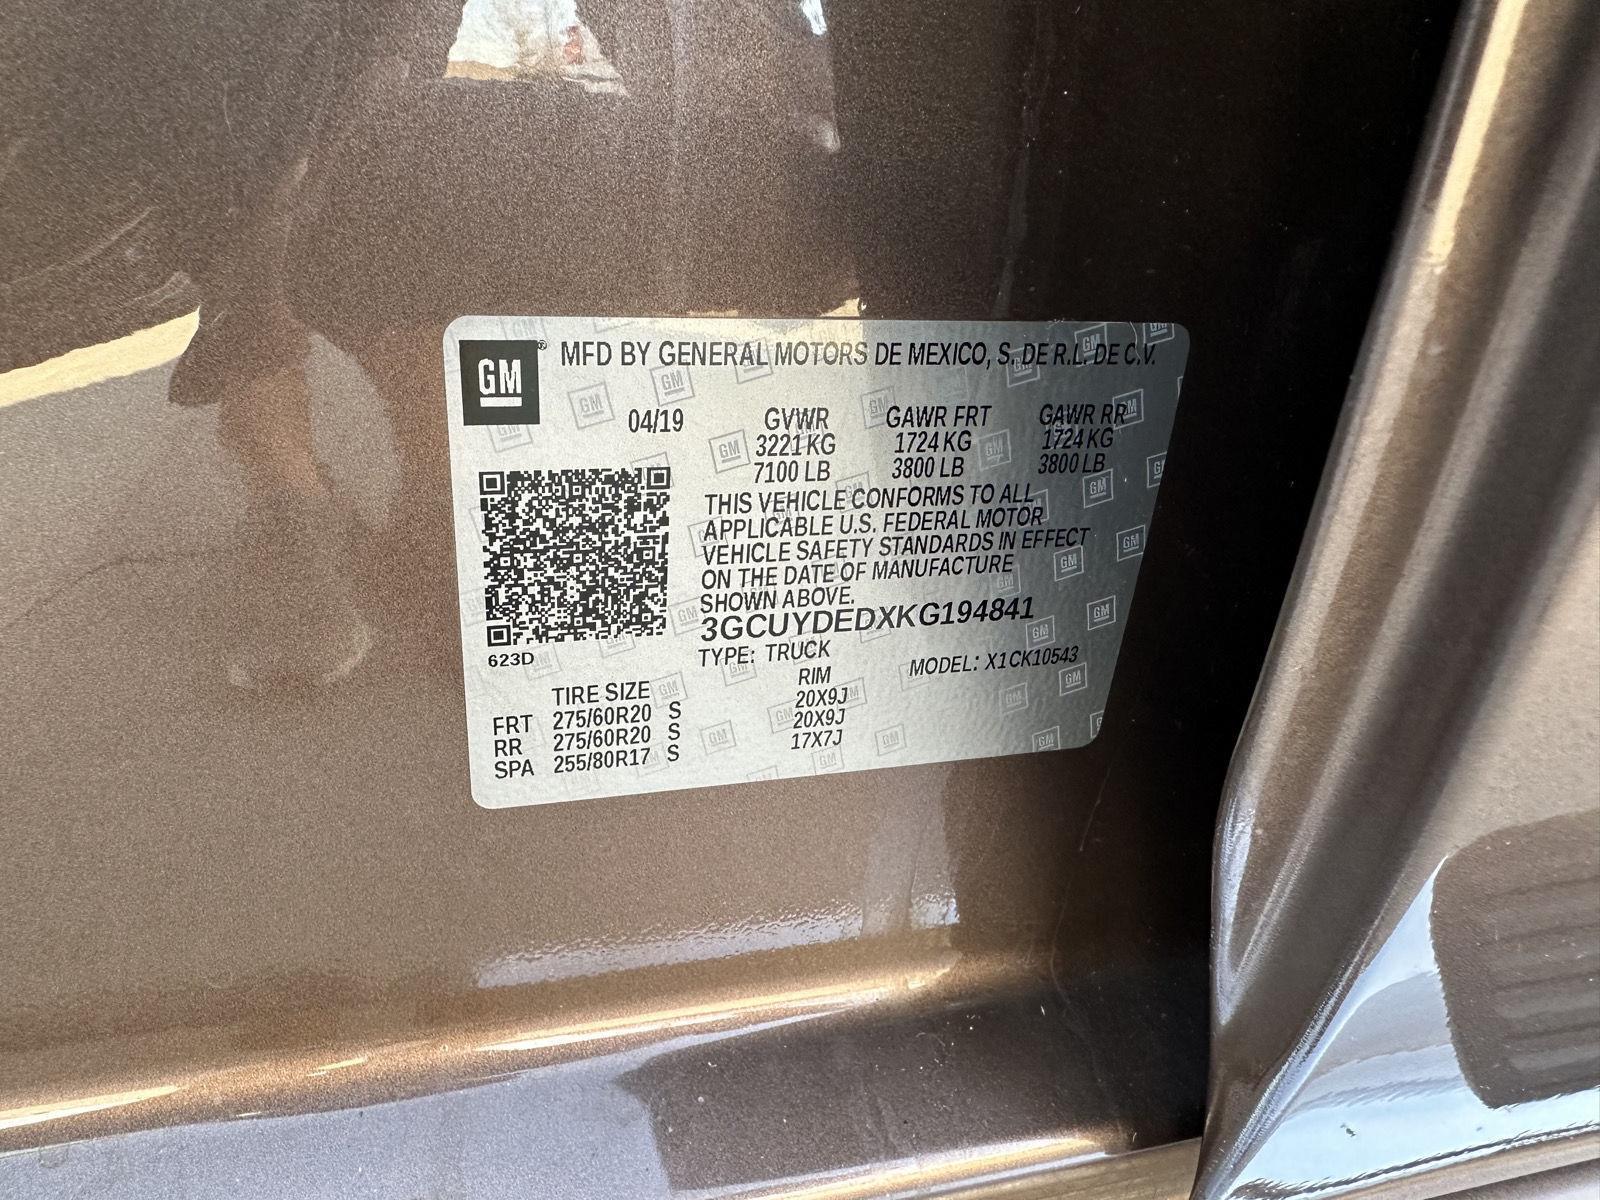 GM® MFD BY GENERAL MOTORS DE MEXICO, S. DE R.L. DE C.V.
04/19 GVWR GAWR FRT GAWR RR
3221 KG 1724 KG 1724 KG
7100 LB 3800 LB 3800 LB
THIS VEHICLE CONFORMS TO ALL
APPLICABLE U.S. FEDERAL MOTOR
VEHICLE SAFETY STANDARDS IN EFFECT
ON THE DATE OF MANUFACTURE
SHOWN ABOVE.
3GCUYDEDXKG194841
623D TYPE: TRUCK MODEL: X1CK10543
TIRE SIZE RIM
FRT 275/60R20 S 20X9J
RR 275/60R20 S 20X9J
SPA 255/80R17 S 17X7J